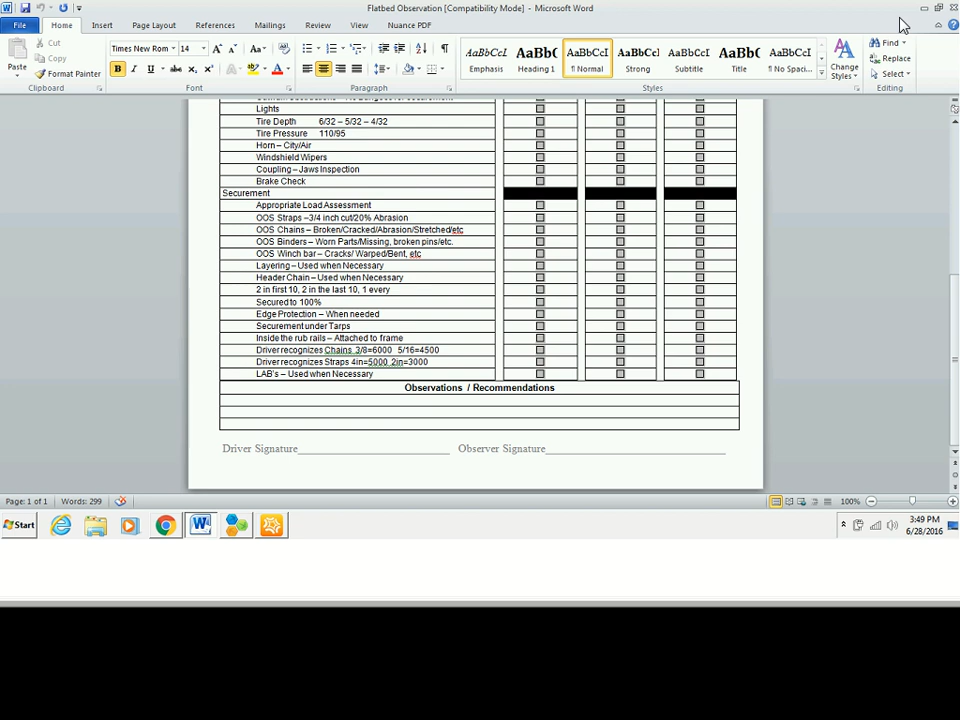 Flatbed Observation [Compatibility Mode] - Microsoft Word
File Home Insert Page Layout References Mailings Review View Nuance PDF
Paste
Cut
Copy
Format Painter
Clipboard
Times New Rom 14
Font
Paragraph
AaBbCcI Emphasis
AaBb( Heading 1
AaBbCcI ¶ Normal
AaBbCcI Strong
AaBbCcI Subtitle
AaBb( Title
AaBbCcI ¶ No Spaci...
Change Styles
Styles
Find
Replace
Select
Editing
Lights
Tire Depth 6/32 – 5/32 – 4/32
Tire Pressure 110/95
Horn – City/Air
Windshield Wipers
Coupling – Jaws Inspection
Brake Check
Securement
Appropriate Load Assessment
OOS Straps –3/4 inch cut/20% Abrasion
OOS Chains – Broken/Cracked/Abrasion/Stretched/etc
OOS Binders – Worn Parts/Missing, broken pins/etc.
OOS Winch bar – Cracks/ Warped/Bent, etc
Layering – Used when Necessary
Header Chain – Used when Necessary
2 in first 10, 2 in the last 10, 1 every
Secured to 100%
Edge Protection – When needed
Securement under Tarps
Inside the rub rails – Attached to frame
Driver recognizes Chains 3/8=6000 5/16=4500
Driver recognizes Straps 4in=5000 2in=3000
LAB's – Used when Necessary
Observations / Recommendations
Driver Signature____________________ Observer Signature____________________
Page: 1 of 1 Words: 299 100%
Start
3:49 PM
6/28/2016